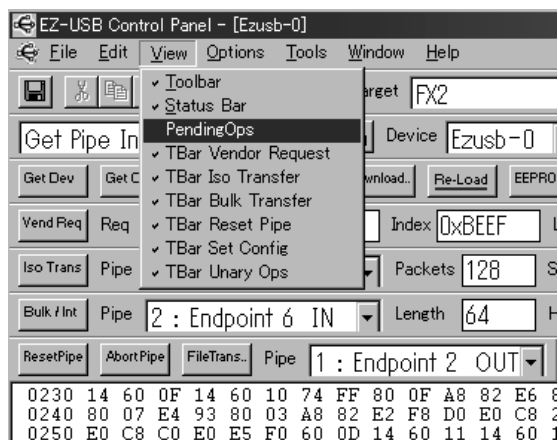 EZ-USB Control Panel - [Ezusb-0]
File Edit View Options Tools Window Help
Toolbar
Status Bar
PendingOps
TBar Vendor Request
TBar Iso Transfer
TBar Bulk Transfer
TBar Reset Pipe
TBar Set Config
TBar Unary Ops
arget FX2
Get Pipe In Device Ezusb-0
Get Dev Get C wnload.. Re-Load EEPRO
Vend Req Req Index 0xBEEF
Iso Trans Pipe Packets 128 S
Bulk / Int Pipe 2 : Endpoint 6 IN Length 64 H
ResetPipe AbortPipe FileTrans.. Pipe 1 : Endpoint 2 OUT
0230 14 60 0F 14 60 10 74 FF 80 0F A8 82 E6
0240 80 07 E4 93 80 03 A8 82 E2 F8 D0 E0 C8
0250 E0 C8 C0 E0 E5 F0 60 0D 14 60 11 14 60